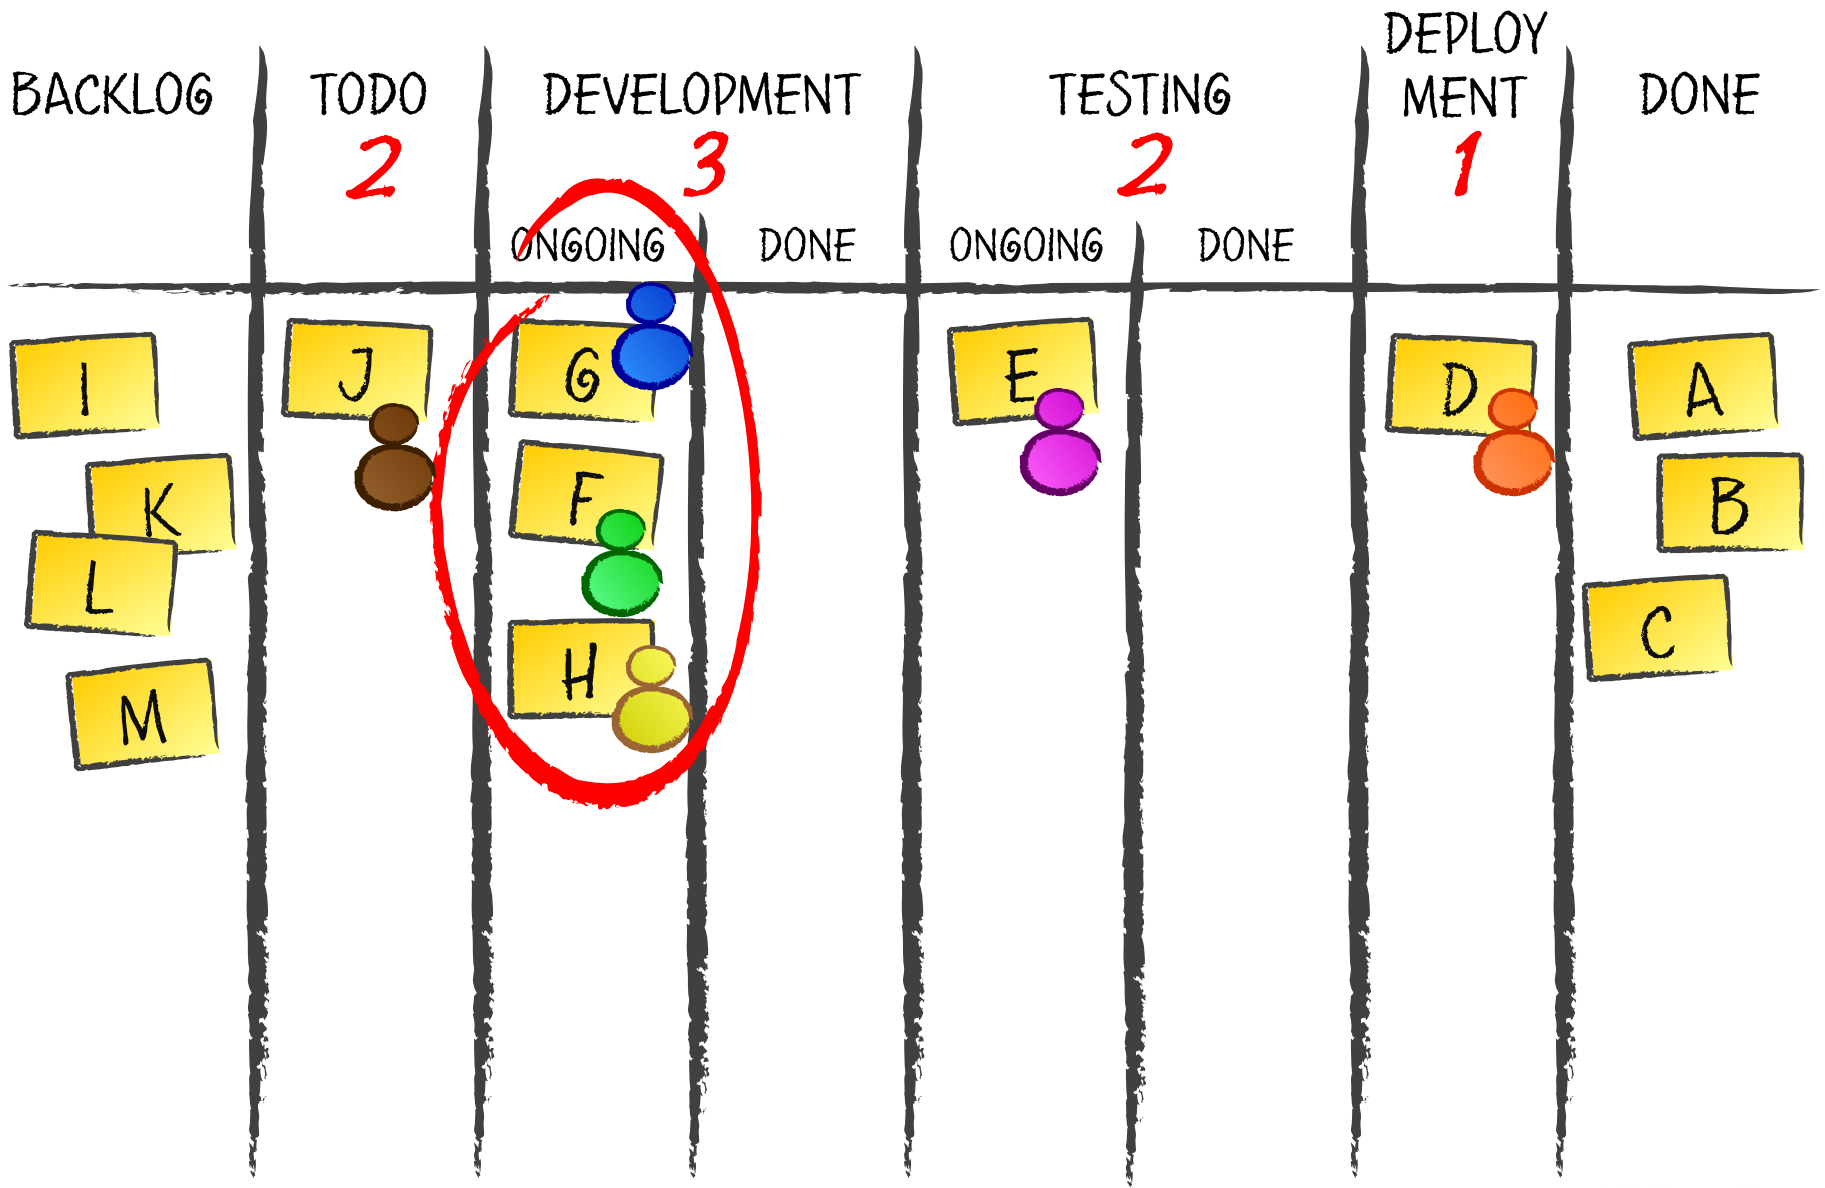 BACKLOG
TODO
2
DEVELOPMENT
3
ONGOING
DONE
TESTING
2
ONGOING
DONE
DEPLOY
MENT
1
DONE
I
K
L
M
J
G
F
H
E
D
A
B
C